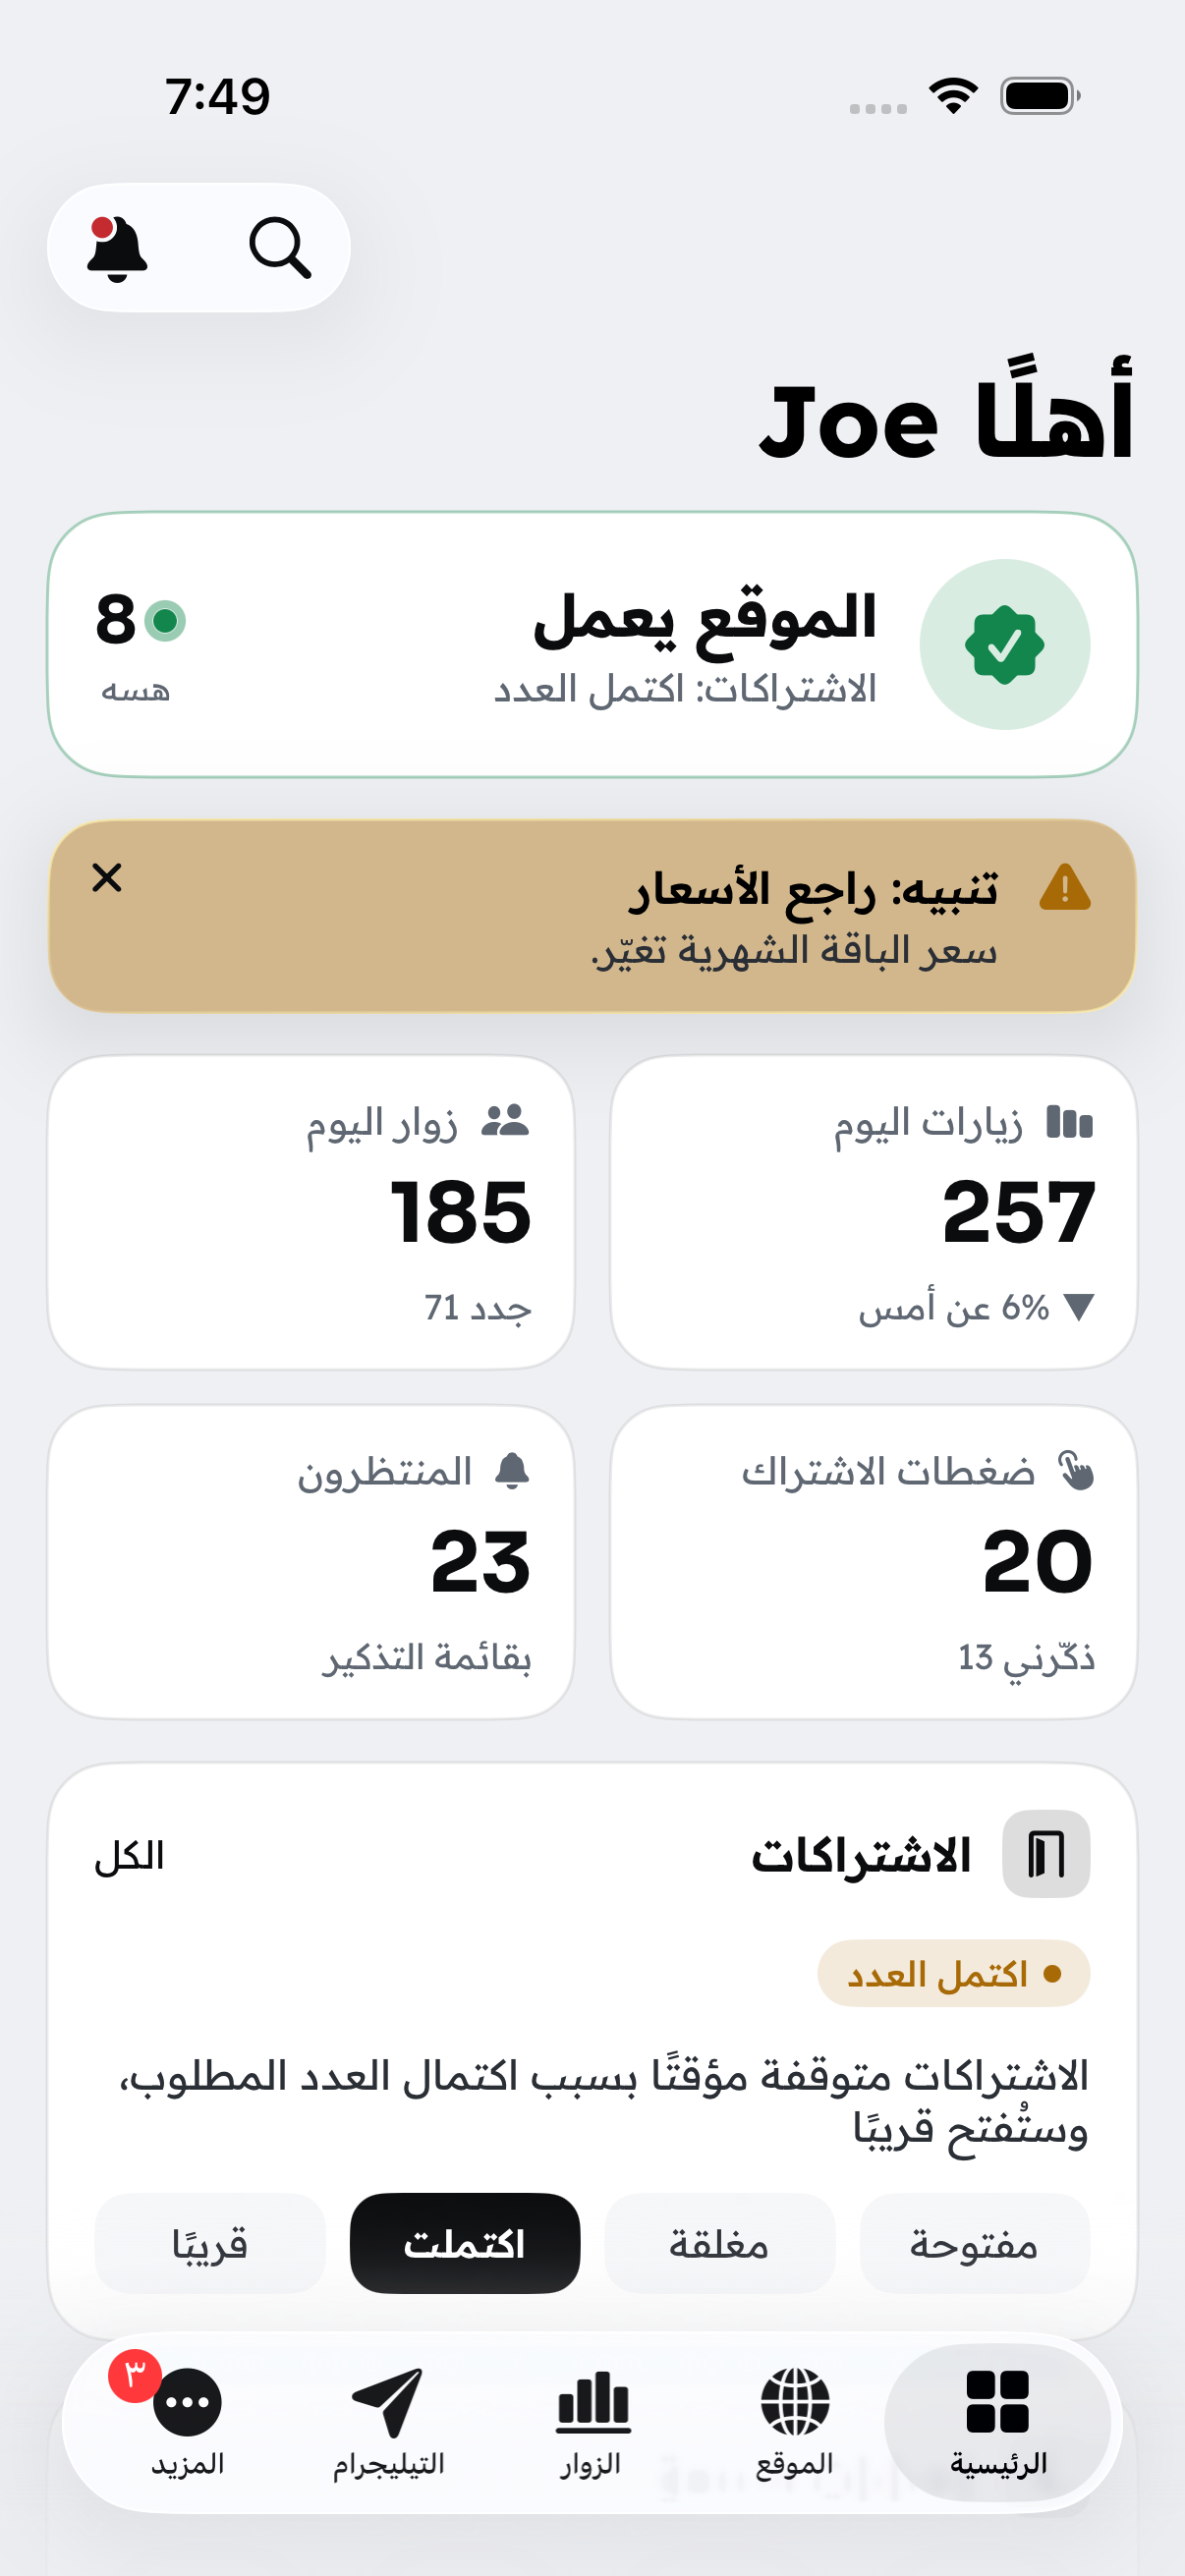 7:49
أهلًا Joe
الموقع يعمل
الاشتراكات: اكتمل العدد
8
هسه
تنبيه: راجع الأسعار
سعر الباقة الشهرية تغيّر.
زيارات اليوم
257
▼ 6% عن أمس
زوار اليوم
185
جدد 71
ضغطات الاشتراك
20
ذكّرني 13
المنتظرون
23
بقائمة التذكير
الاشتراكات
الكل
اكتمل العدد
الاشتراكات متوقفة مؤقتًا بسبب اكتمال العدد المطلوب،
وستُفتح قريبًا
مفتوحة
مغلقة
اكتملت
قريبًا
الرئيسية
الموقع
الزوار
التيليجرام
المزيد
٣